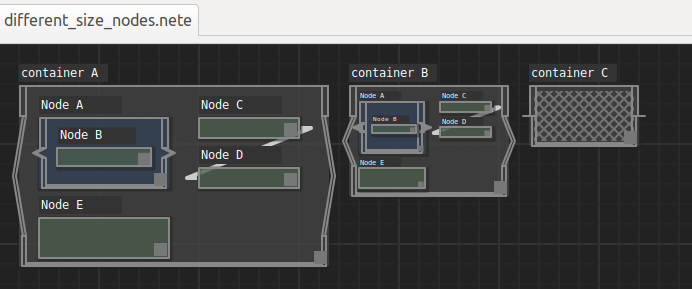 different_size_nodes.nete
container A
Node A
Node B
Node C
Node D
Node E
container B
Node A
Node B
Node C
Node D
Node E
container C